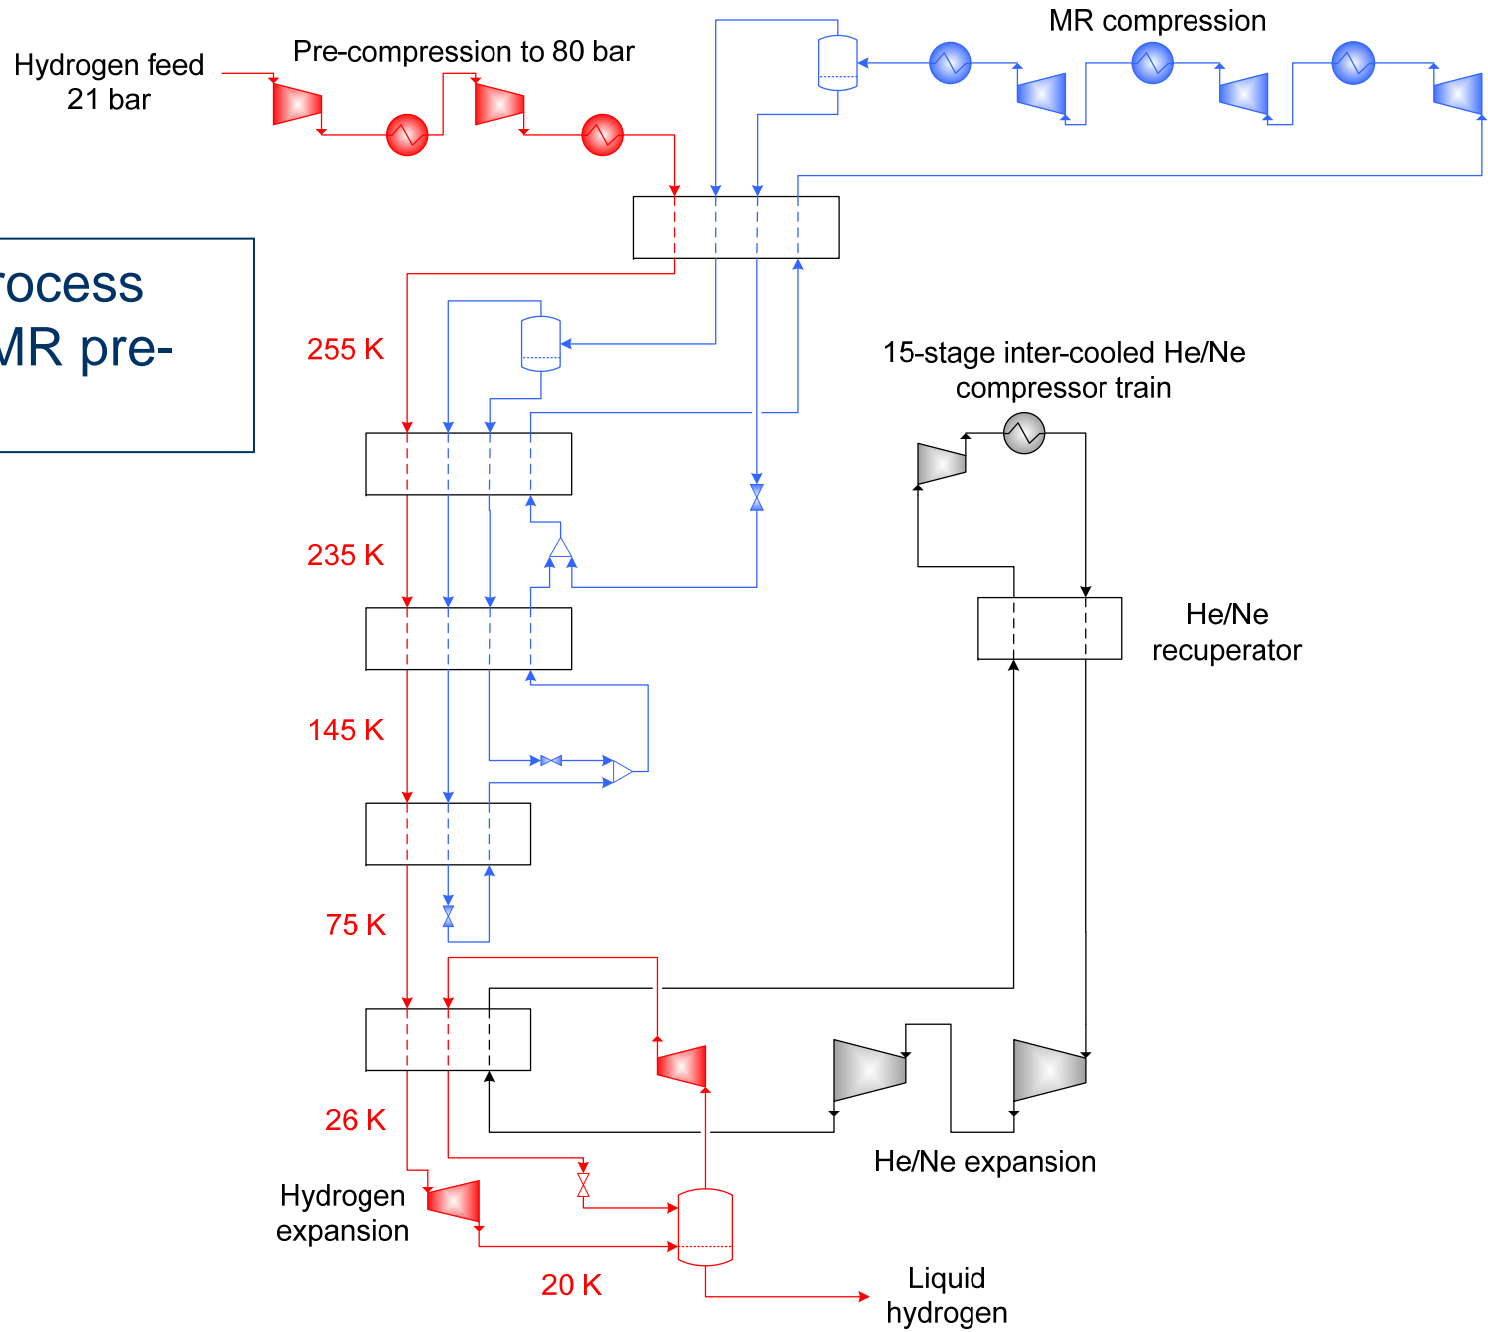 MR compression
Pre-compression to 80 bar
Hydrogen feed
21 bar
rocess
MR pre-
255 K
15-stage inter-cooled He/Ne
compressor train
235 K
He/Ne
recuperator
145 K
75 K
26 K
He/Ne expansion
Hydrogen
expansion
20 K
Liquid
hydrogen